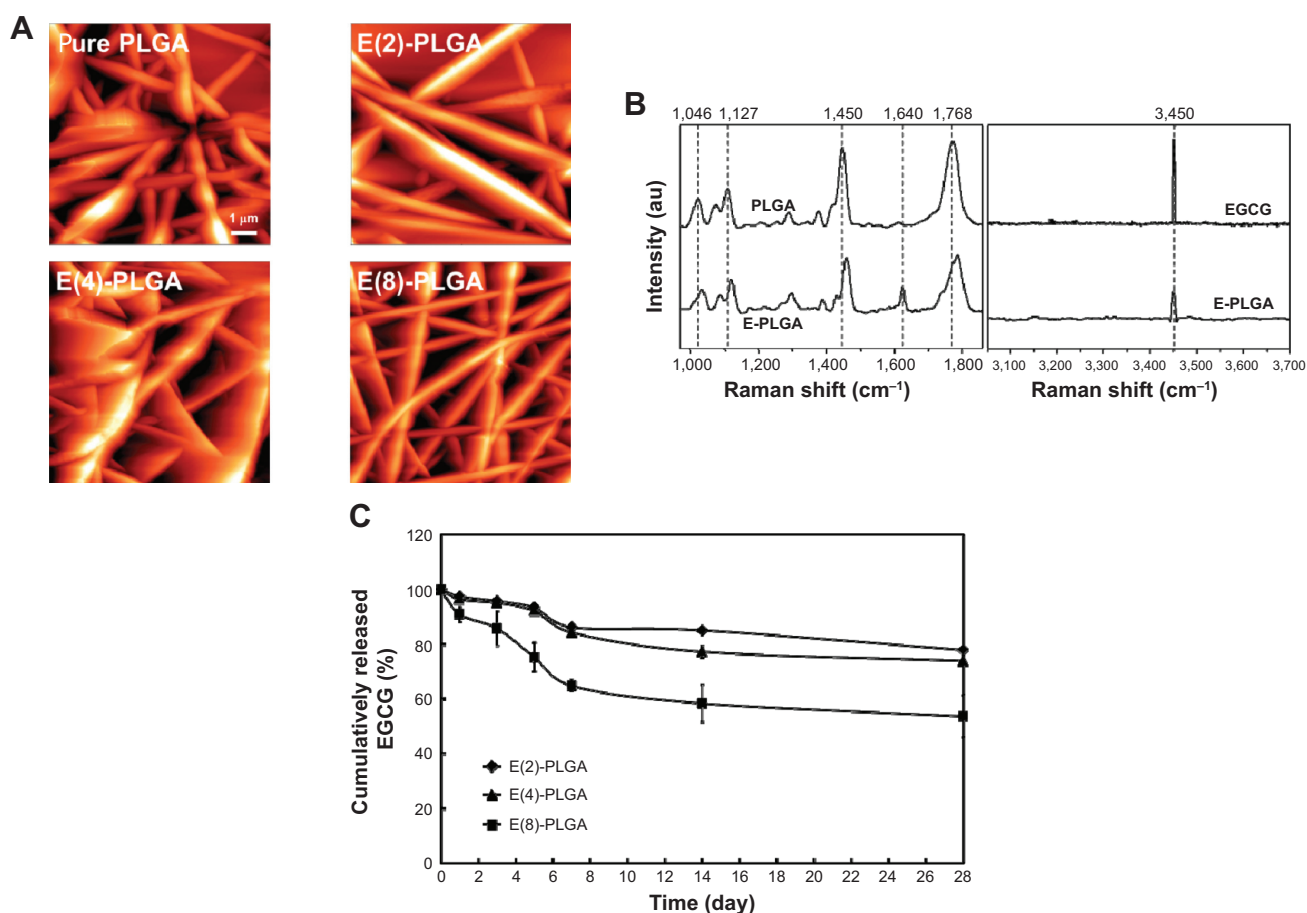 A
Pure PLGA
1 μm
E(2)-PLGA
E(4)-PLGA
E(8)-PLGA
B
1,046 1,127 1,450 1,640 1,768 3,450
PLGA
E-PLGA
EGCG
E-PLGA
Intensity (au)
1,000 1,200 1,400 1,600 1,800
3,100 3,200 3,300 3,400 3,500 3,600 3,700
Raman shift (cm⁻¹)
Raman shift (cm⁻¹)
C
120
100
80
60
40
20
0
Cumulatively released
EGCG (%)
E(2)-PLGA
E(4)-PLGA
E(8)-PLGA
0 2 4 6 8 10 12 14 16 18 20 22 24 26 28
Time (day)